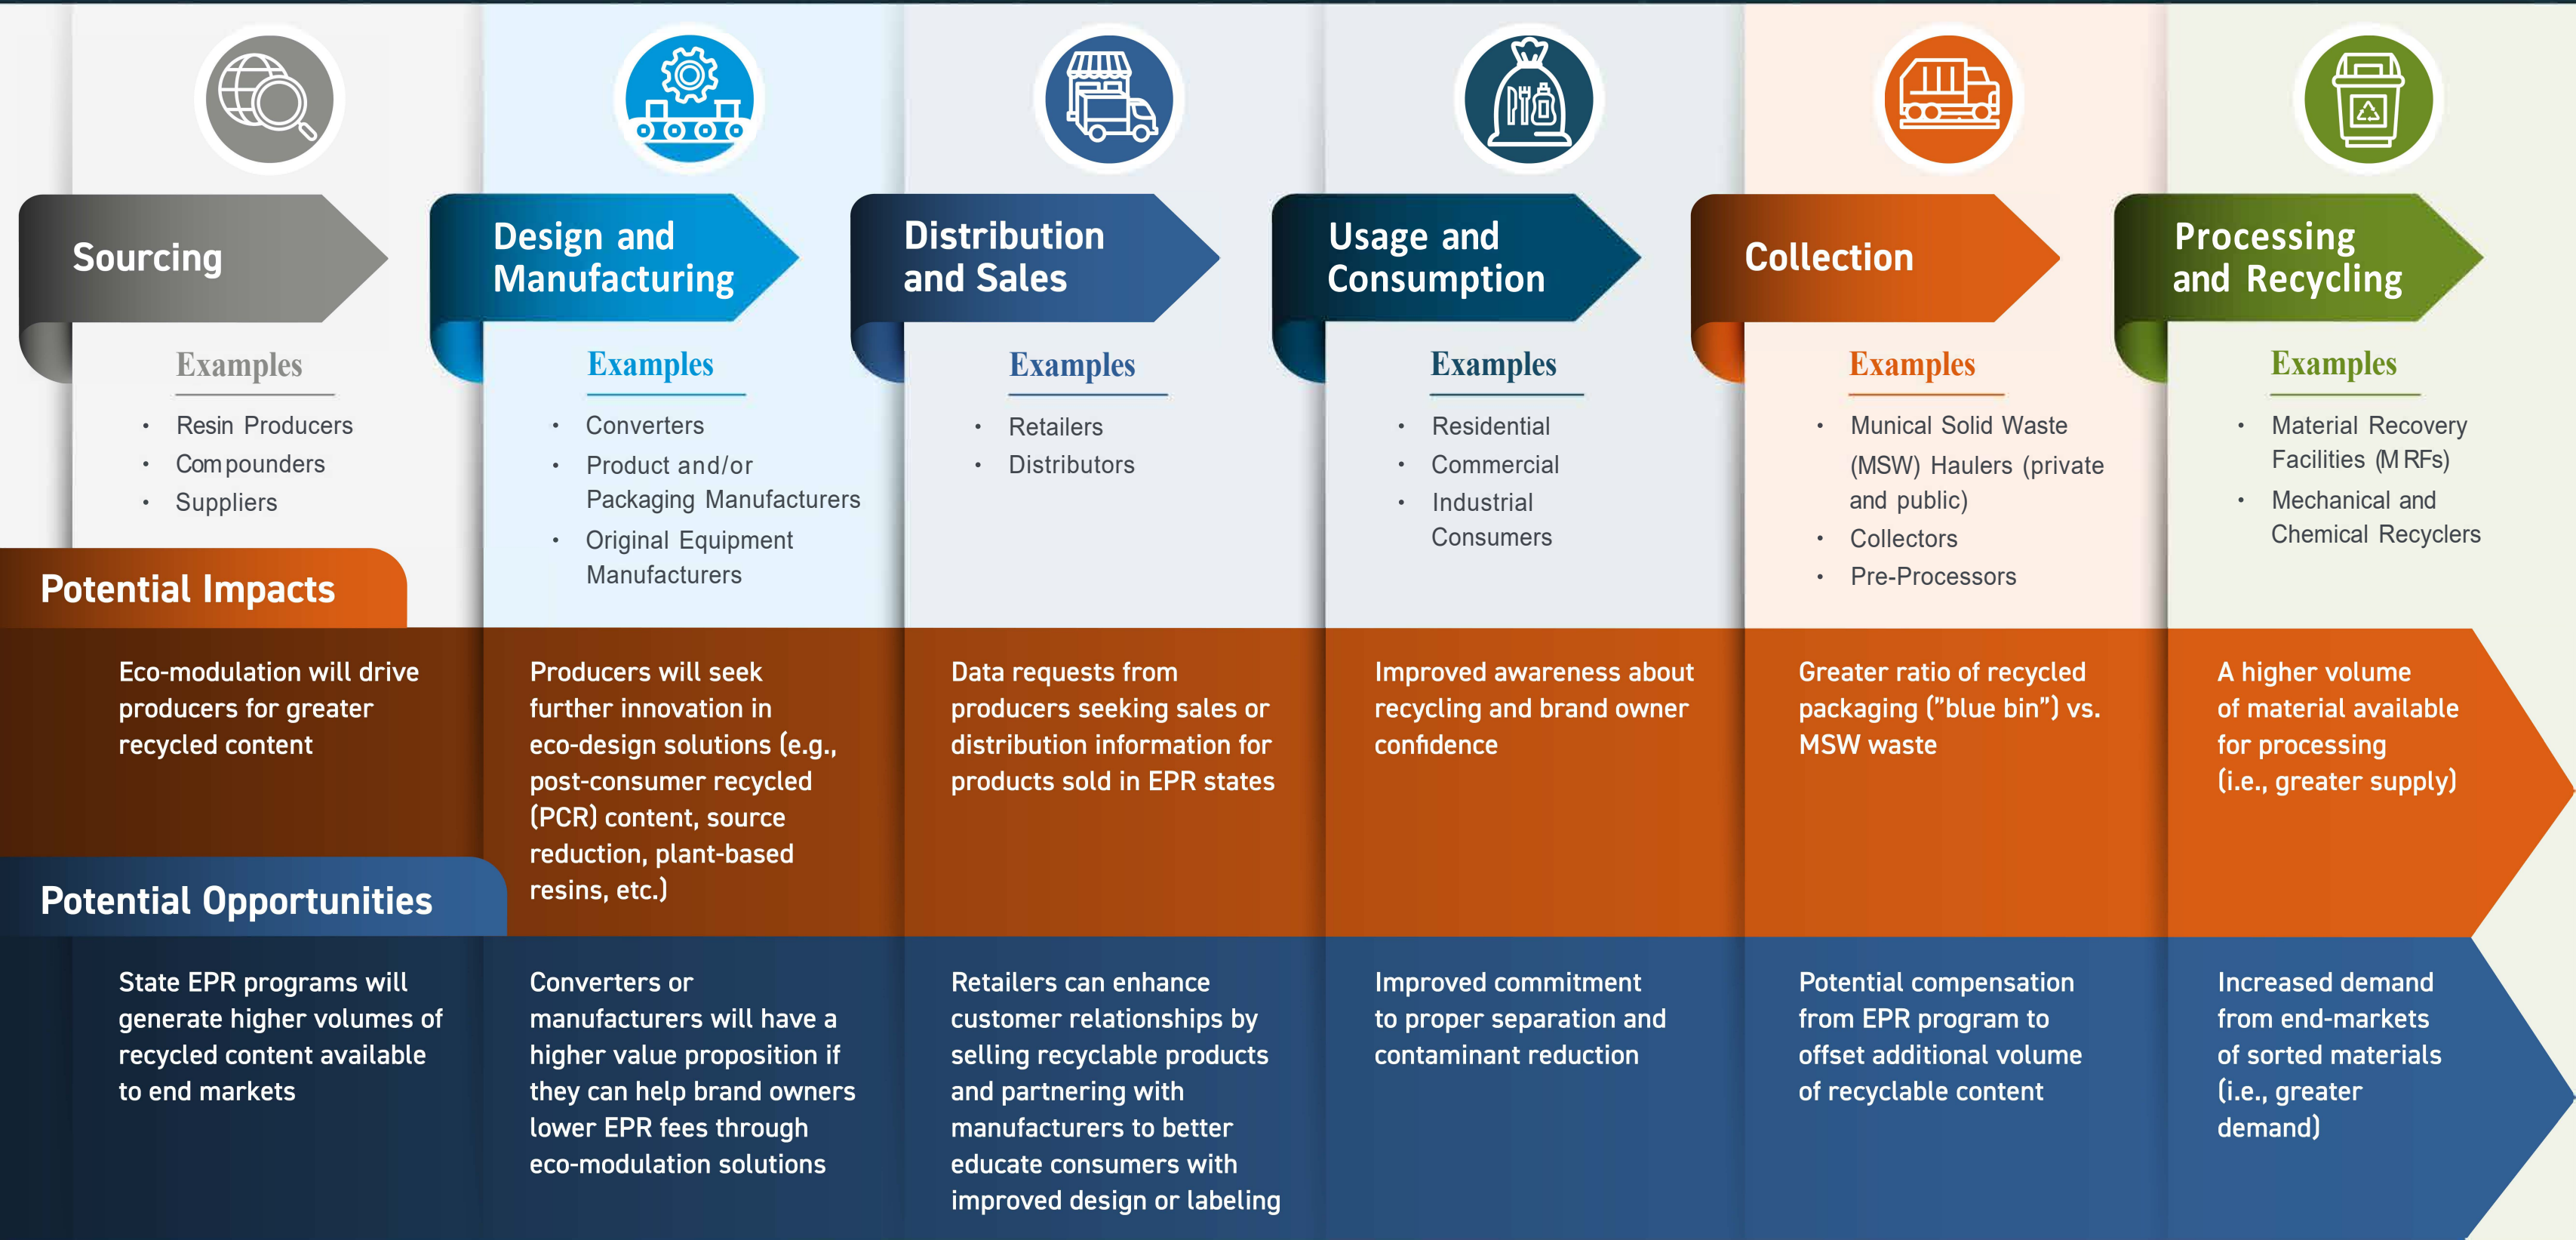 Sourcing
Design and
Manufacturing
Distribution
and Sales
Usage and
Consumption
Collection
Processing
and Recycling
Examples
• Resin Producers
• Compounders
• Suppliers
Examples
• Converters
• Product and/or
Packaging Manufacturers
• Original Equipment
Manufacturers
Examples
• Retailers
• Distributors
Examples
• Residential
• Commercial
• Industrial
Consumers
Examples
• Munical Solid Waste
(MSW) Haulers (private
and public)
• Collectors
• Pre-Processors
Examples
• Material Recovery
Facilities (MRFs)
• Mechanical and
Chemical Recyclers
Potential Impacts
Eco-modulation will drive
producers for greater
recycled content
Producers will seek
further innovation in
eco-design solutions (e.g.,
post-consumer recycled
(PCR) content, source
reduction, plant-based
resins, etc.)
Data requests from
producers seeking sales or
distribution information for
products sold in EPR states
Improved awareness about
recycling and brand owner
confidence
Greater ratio of recycled
packaging (”blue bin”) vs.
MSW waste
A higher volume
of material available
for processing
(i.e., greater supply)
Potential Opportunities
State EPR programs will
generate higher volumes of
recycled content available
to end markets
Converters or
manufacturers will have a
higher value proposition if
they can help brand owners
lower EPR fees through
eco-modulation solutions
Retailers can enhance
customer relationships by
selling recyclable products
and partnering with
manufacturers to better
educate consumers with
improved design or labeling
Improved commitment
to proper separation and
contaminant reduction
Potential compensation
from EPR program to
offset additional volume
of recyclable content
Increased demand
from end-markets
of sorted materials
(i.e., greater
demand)